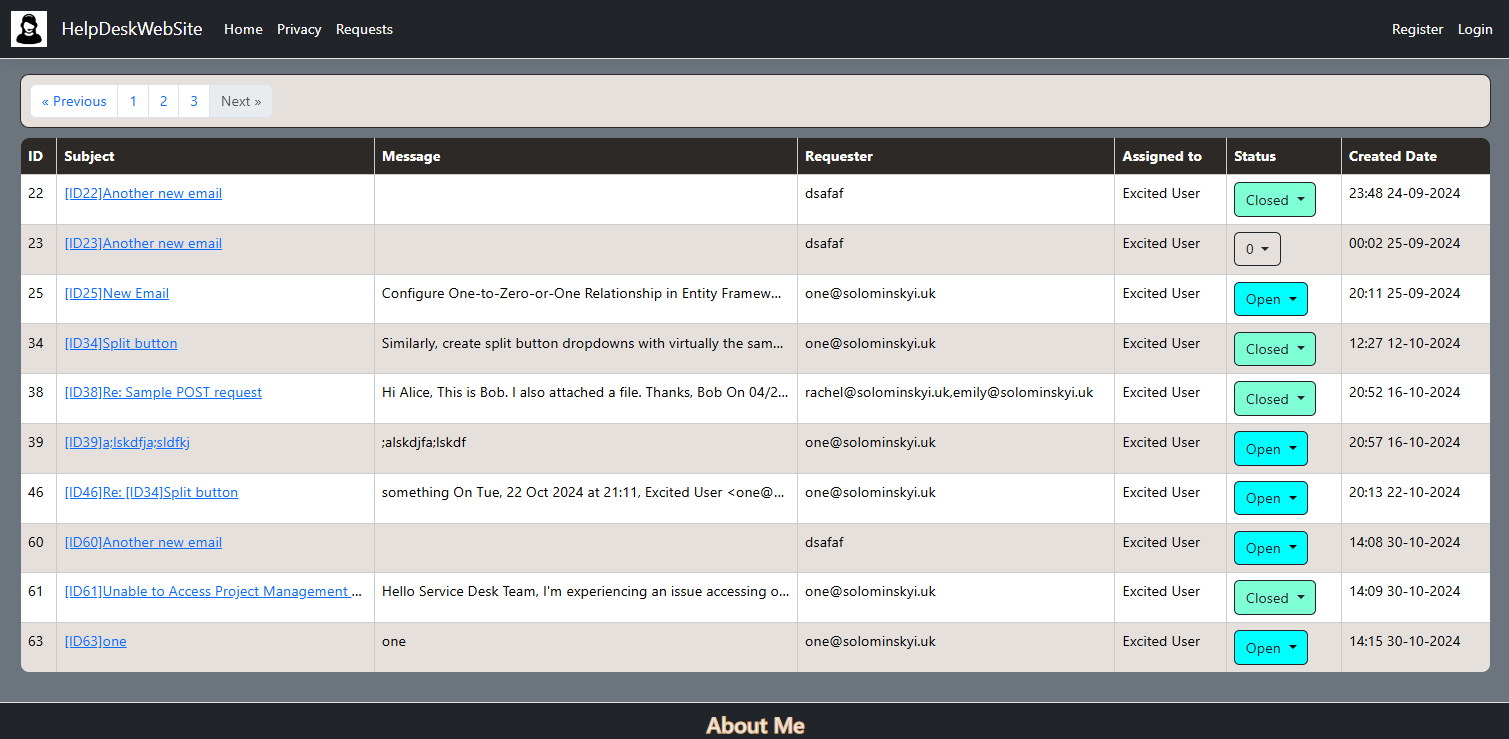 HelpDeskWebSite Home Privacy Requests Register Login
« Previous 1 2 3 Next »
ID Subject Message Requester Assigned to Status Created Date
22 [ID22]Another new email dsafaf Excited User Closed 23:48 24-09-2024
23 [ID23]Another new email dsafaf Excited User 0 00:02 25-09-2024
25 [ID25]New Email Configure One-to-Zero-or-One Relationship in Entity Framew... one@solominskyi.uk Excited User Open 20:11 25-09-2024
34 [ID34]Split button Similarly, create split button dropdowns with virtually the sam... one@solominskyi.uk Excited User Closed 12:27 12-10-2024
38 [ID38]Re: Sample POST request Hi Alice, This is Bob. I also attached a file. Thanks, Bob On 04/2... rachel@solominskyi.uk,emily@solominskyi.uk Excited User Closed 20:52 16-10-2024
39 [ID39]a;lskdfja;sldfkj ;alskdjfa;lskdf one@solominskyi.uk Excited User Open 20:57 16-10-2024
46 [ID46]Re: [ID34]Split button something On Tue, 22 Oct 2024 at 21:11, Excited User <one@... one@solominskyi.uk Excited User Open 20:13 22-10-2024
60 [ID60]Another new email dsafaf Excited User Open 14:08 30-10-2024
61 [ID61]Unable to Access Project Management ... Hello Service Desk Team, I'm experiencing an issue accessing o... one@solominskyi.uk Excited User Closed 14:09 30-10-2024
63 [ID63]one one one@solominskyi.uk Excited User Open 14:15 30-10-2024
About Me